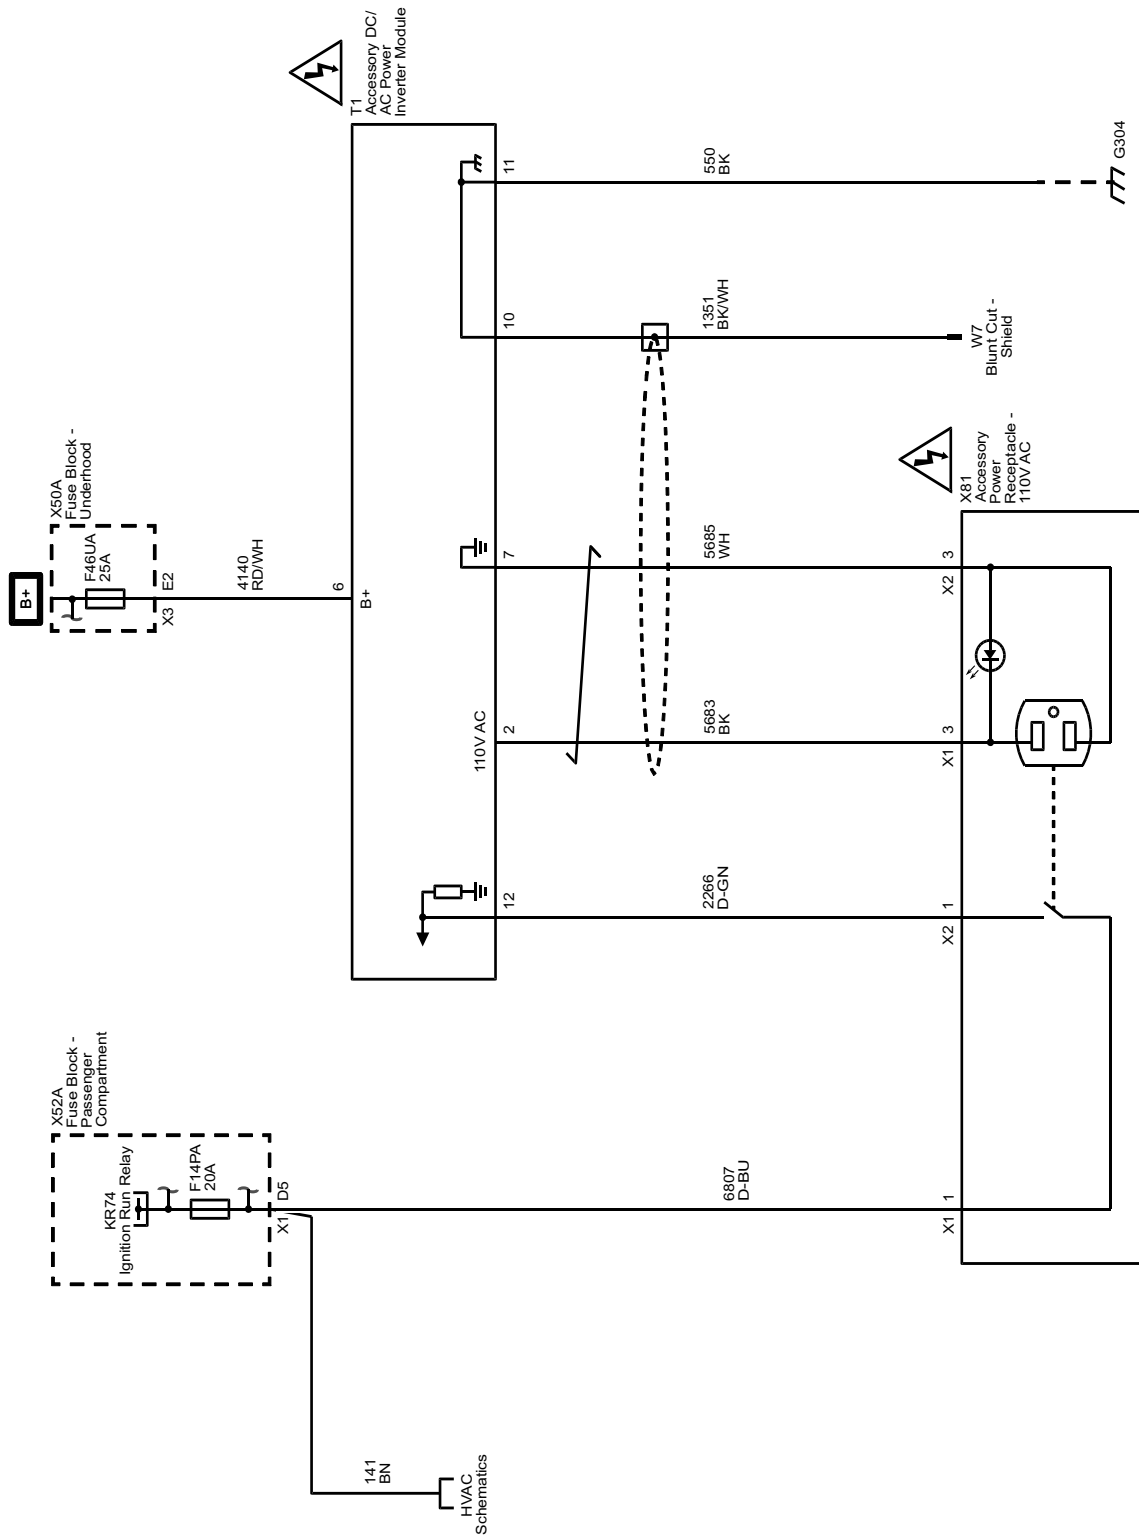 B+
X50A
Fuse Block -
Underhood
F46UA
25A
X3
E2
4140
RD/WH
X52A
Fuse Block -
Passenger
Compartment
KR74
Ignition Run Relay
F14PA
20A
X1
D5
141
BN
HVAC
Schematics
T1
Accessory DC/
AC Power
Inverter Module
6
B+
110V AC
12
2
7
10
11
6807
D-BU
2266
D-GN
5683
BK
5685
WH
1351
BK/WH
550
BK
W7
Blunt Cut -
Shield
G304
X81
Accessory
Power
Receptacle -
110V AC
X1
1
X2
1
X1
3
X2
3